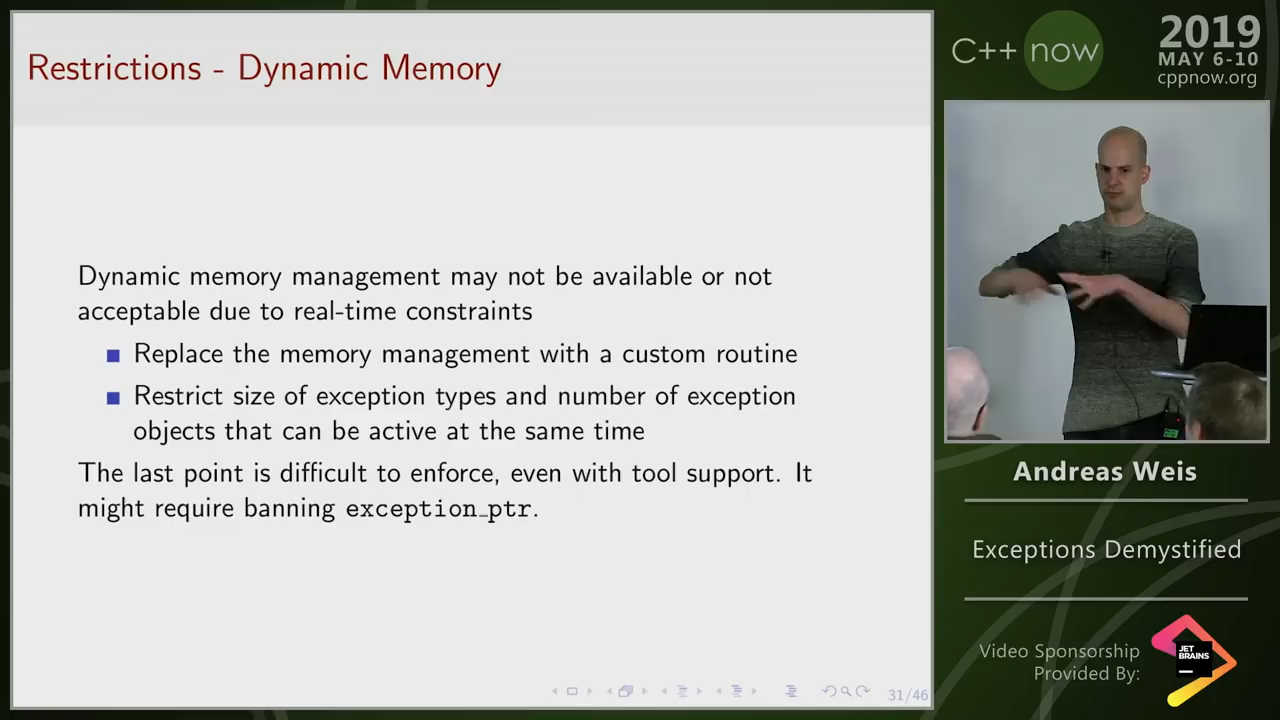 Restrictions - Dynamic Memory
Dynamic memory management may not be available or not
acceptable due to real-time constraints
Replace the memory management with a custom routine
Restrict size of exception types and number of exception
objects that can be active at the same time
The last point is difficult to enforce, even with tool support. It
might require banning exception_ptr.
31/46
C++ now
2019
MAY 6-10
cppnow.org
Andreas Weis
Exceptions Demystified
Video Sponsorship
Provided By:
JET
BRAINS